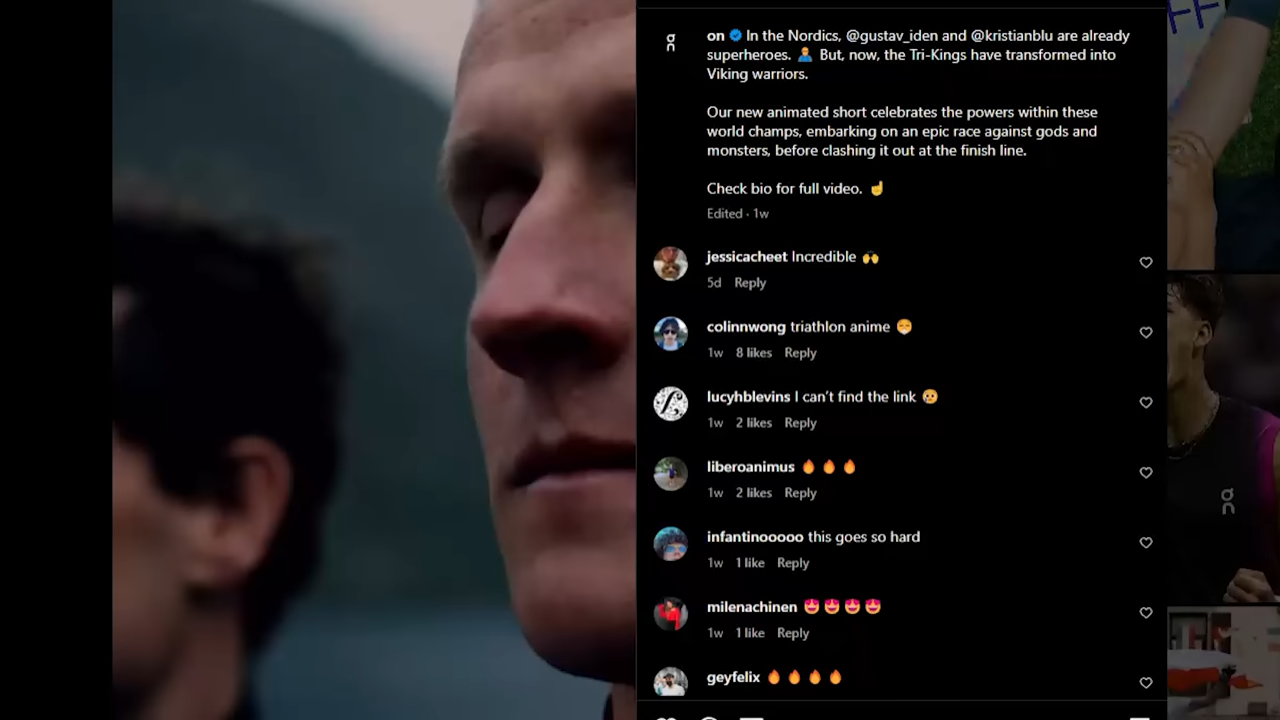 on In the Nordics, @gustav_iden and @kristianblu are already
superheroes. 🦸‍♂️ But, now, the Tri-Kings have transformed into
Viking warriors.
Our new animated short celebrates the powers within these
world champs, embarking on an epic race against gods and
monsters, before clashing it out at the finish line.
Check bio for full video. ☝️
Edited · 1w
jessicacheet Incredible 🙌
5d Reply
colinnwong triathlon anime 😁
1w 8 likes Reply
lucyhblevins I can’t find the link 😢
1w 2 likes Reply
liberoanimus 🔥 🔥 🔥
1w 2 likes Reply
infantinooooo this goes so hard
1w 1 like Reply
milenachinen 😍 😍 😍 😍
1w 1 like Reply
geyfelix 🔥 🔥 🔥 🔥
on
on